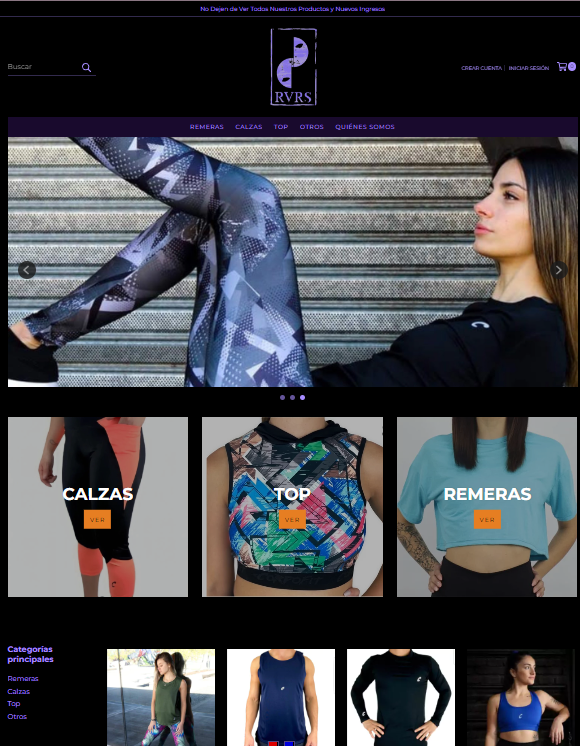 No Dejen de Ver Todos Nuestros Productos y Nuevos Ingresos
Buscar
CREAR CUENTA | INICIAR SESIÓN
0
RVRS
REMERAS CALZAS TOP OTROS QUIÉNES SOMOS
CALZAS
VER
TOP
VER
REMERAS
VER
Categorías
principales
Remeras
Calzas
Top
Otros